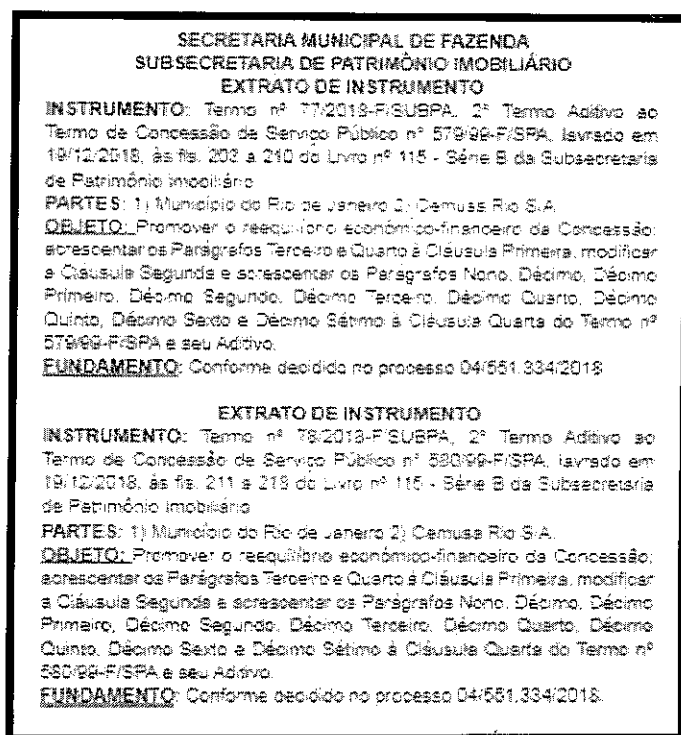 SECRETARIA MUNICIPAL DE FAZENDA
SUBSECRETARIA DE PATRIMÔNIO IMOBILIÁRIO
EXTRATO DE INSTRUMENTO
INSTRUMENTO: Termo nº 77/2018-F/SUBPA, 2º Termo Aditivo ao
Termo de Concessão de Serviço Público nº 579/99-F/SPA, lavrado em
19/12/2018, às fls. 203 a 210 do Livro nº 115 - Série B da Subsecretaria
de Patrimônio Imobiliário
PARTES: 1) Município do Rio de Janeiro 2) Cemusa Rio S.A.
OBJETO: Promover o reequilíbrio econômico-financeiro da Concessão;
acrescentar os Parágrafos Terceiro e Quarto à Cláusula Primeira, modificar
a Cláusula Segunda e acrescentar os Parágrafos Nono, Décimo, Décimo
Primeiro, Décimo Segundo, Décimo Terceiro, Décimo Quarto, Décimo
Quinto, Décimo Sexto e Décimo Sétimo à Cláusula Quarta do Termo nº
579/99-F/SPA e seu Aditivo.
FUNDAMENTO: Conforme decidido no processo 04/551.334/2018
EXTRATO DE INSTRUMENTO
INSTRUMENTO: Termo nº 78/2018-F/SUBPA, 2º Termo Aditivo ao
Termo de Concessão de Serviço Público nº 580/99-F/SPA, lavrado em
19/12/2018, às fls. 211 a 218 do Livro nº 115 - Série B da Subsecretaria
de Patrimônio Imobiliário
PARTES: 1) Município do Rio de Janeiro 2) Cemusa Rio S.A.
OBJETO: Promover o reequilíbrio econômico-financeiro da Concessão;
acrescentar os Parágrafos Terceiro e Quarto à Cláusula Primeira, modificar
a Cláusula Segunda e acrescentar os Parágrafos Nono, Décimo, Décimo
Primeiro, Décimo Segundo, Décimo Terceiro, Décimo Quarto, Décimo
Quinto, Décimo Sexto e Décimo Sétimo à Cláusula Quarta do Termo nº
580/99-F/SPA e seu Aditivo.
FUNDAMENTO: Conforme decidido no processo 04/551.334/2018.